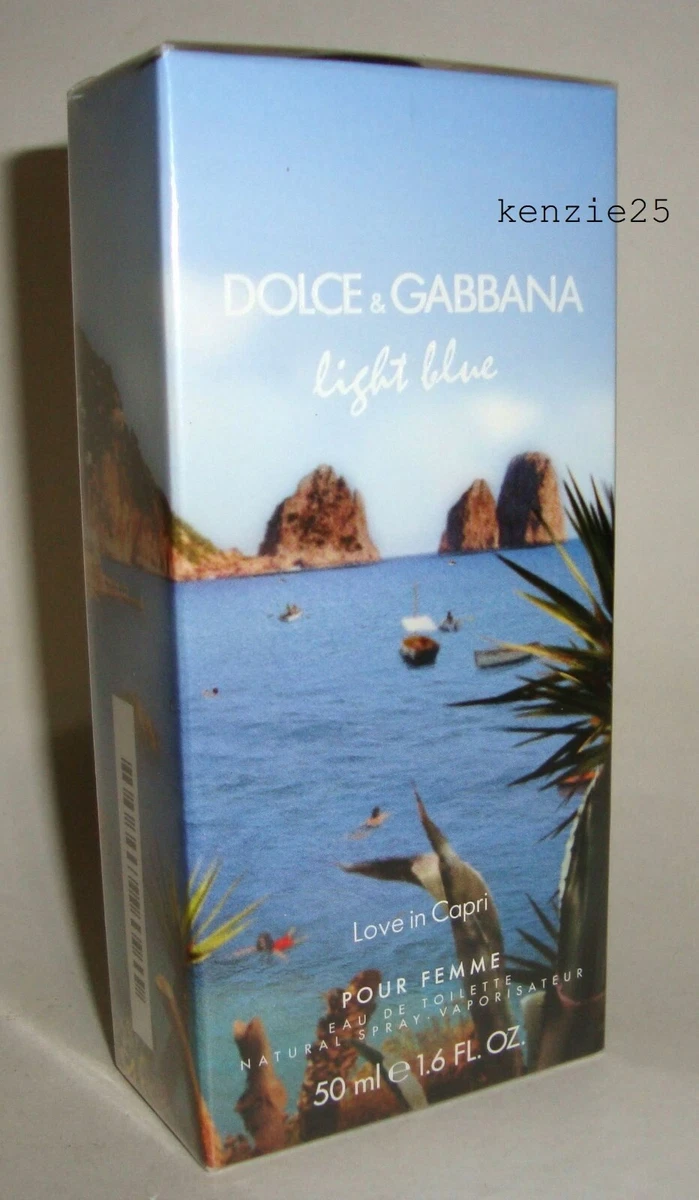 kenzie25
DOLCE & GABBANA
light blue
Love in Capri
POUR FEMME
EAU DE TOILETTE
NATURAL SPRAY·VAPORISATEUR
50 ml ℮ 1.6 FL. OZ.